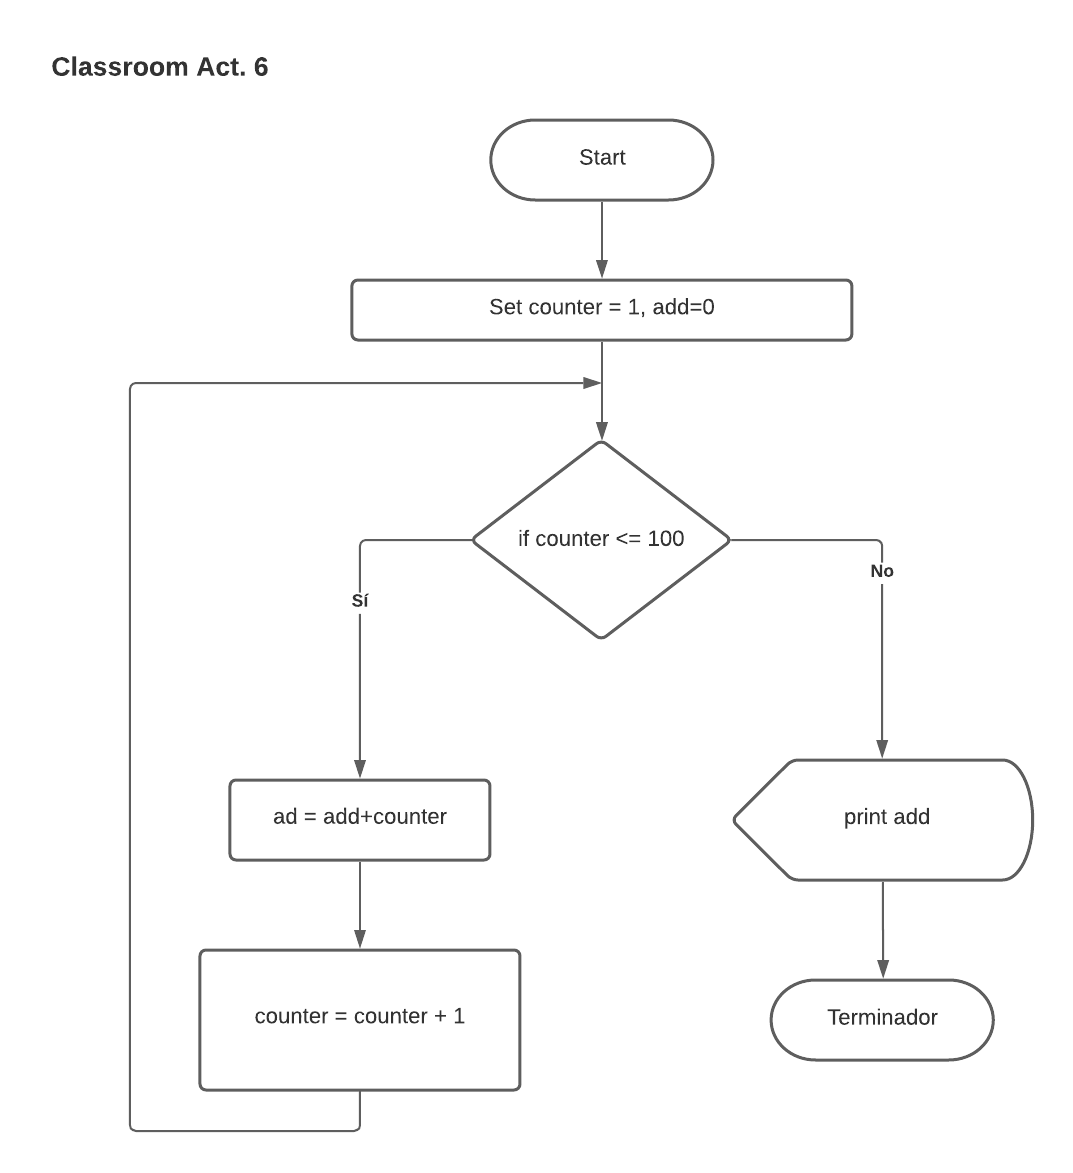 Classroom Act. 6
Start
Set counter = 1, add=0
if counter <= 100
Sí
No
ad = add+counter
print add
counter = counter + 1
Terminador